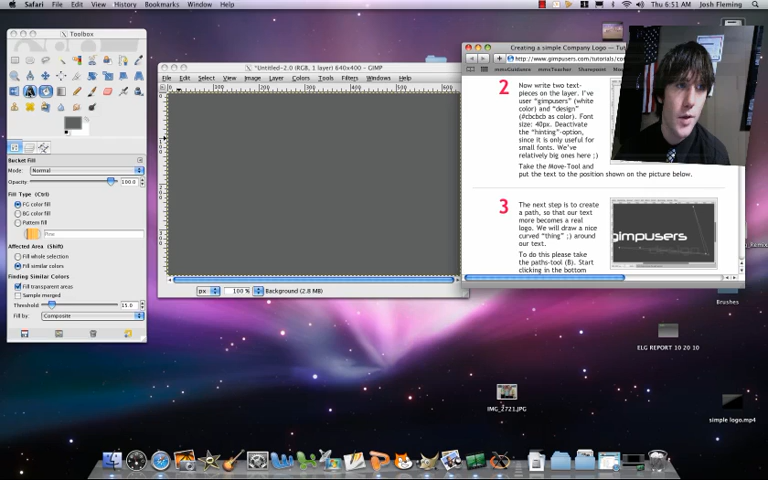 Safari File Edit View History Bookmarks Window Help
Thu 6:51 AM Josh Fleming
Toolbox
Bucket Fill
Mode: Normal
Opacity: 100.0
Fill Type (Ctrl)
FG color fill
BG color fill
Pattern fill
Pine
Affected Area (Shift)
Fill whole selection
Fill similar colors
Finding Similar Colors
Fill transparent areas
Sample merged
Threshold: 15.0
Fill by: Composite
*Untitled-2.0 (RGB, 1 layer) 640x400 – GIMP
File Edit Select View Image Layer Colors Tools Filters Windows Help
px 100 % Background (2.8 MB)
Creating a simple Company Logo — Tut
http://www.gimpusers.com/tutorials/co
2
Now write two text-
pieces on the layer. I've
user "gimpusers" (white
color) and "design"
(#cbcbcb as color). Font
size: 40px. Deactivate
the "hinting"-option,
since it is only useful for
small fonts. We've
relatively big ones here ;)
Take the Move-Tool and
put the text to the position shown on the picture below.
3
The next step is to create
a path, so that our text
more becomes a real
logo. We will draw a nice
curved "thing" ;) around
our text.
To do this please take
the paths-tool (B). Start
clicking in the bottom
gimpusers
Brushes
ELG REPORT 10 20 10
IMG_2721.JPG
simple logo.mp4